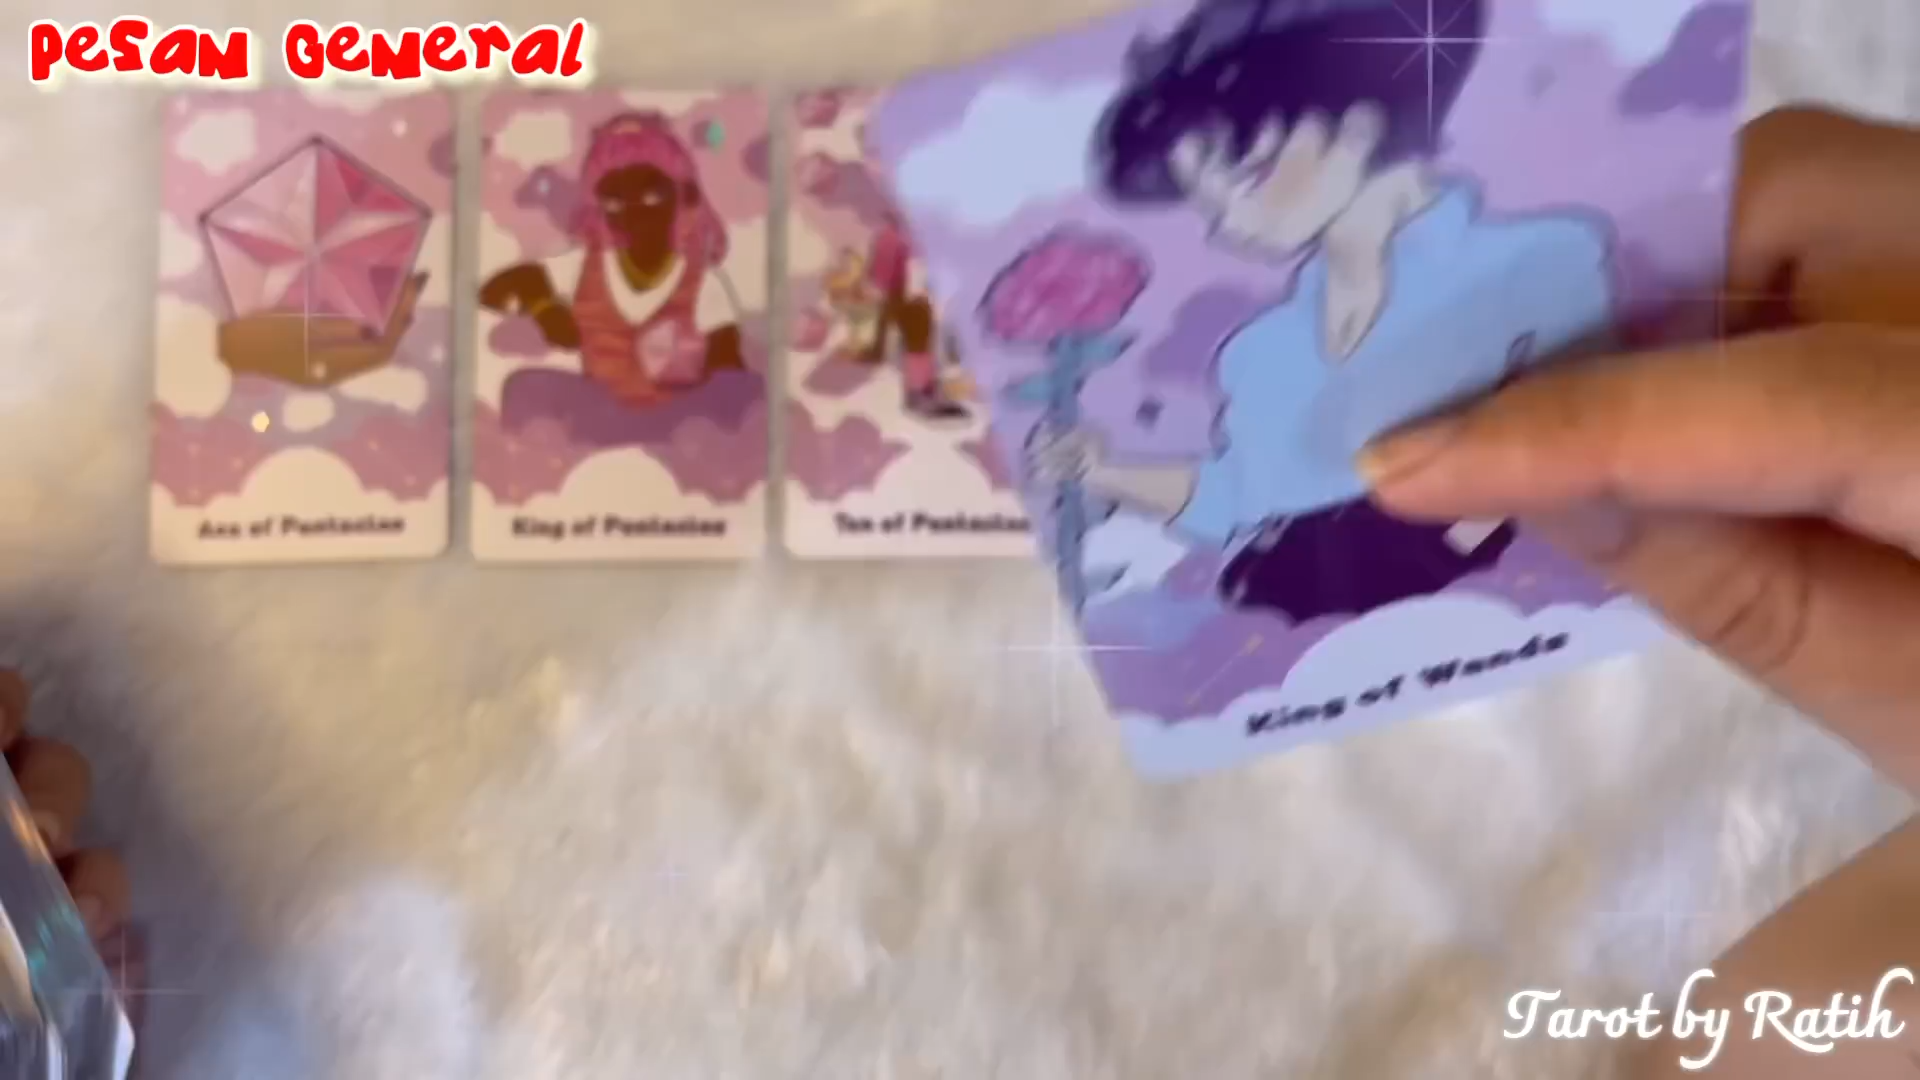 PESAN GENERAL
Ace of Pentacles
King of Pentacles
Ten of Pentacles
King of Wands
Tarot by Ratih